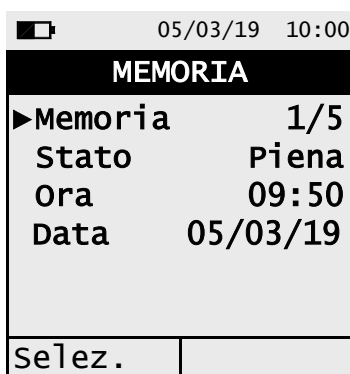 05/03/19 10:00
MEMORIA
▶Memoria 1/5
Stato Piena
Ora 09:50
Data 05/03/19
Selez.